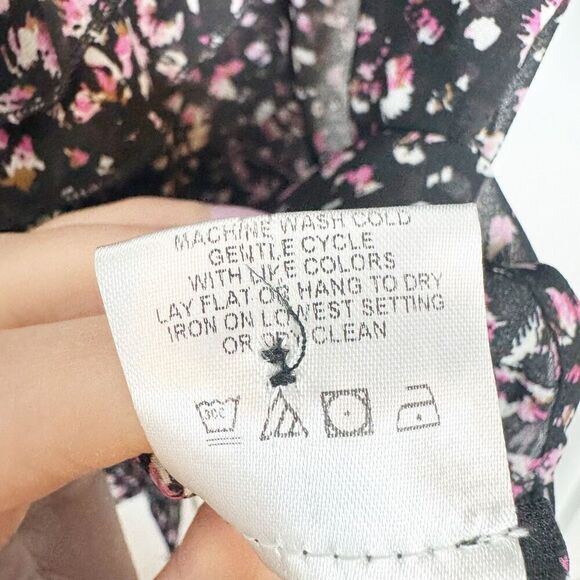 MACHINE WASH COLD
GENTLE CYCLE
WITH LIKE COLORS
LAY FLAT OR HANG TO DRY
IRON ON LOWEST SETTING
OR CLEAN
30C